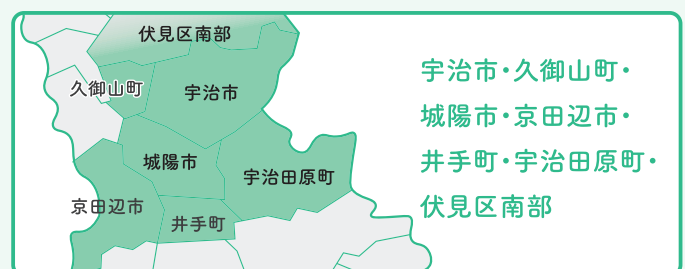 伏見区南部
久御山町
宇治市
城陽市
宇治田原町
京田辺市
井手町
宇治市・久御山町・
城陽市・京田辺市・
井手町・宇治田原町・
伏見区南部